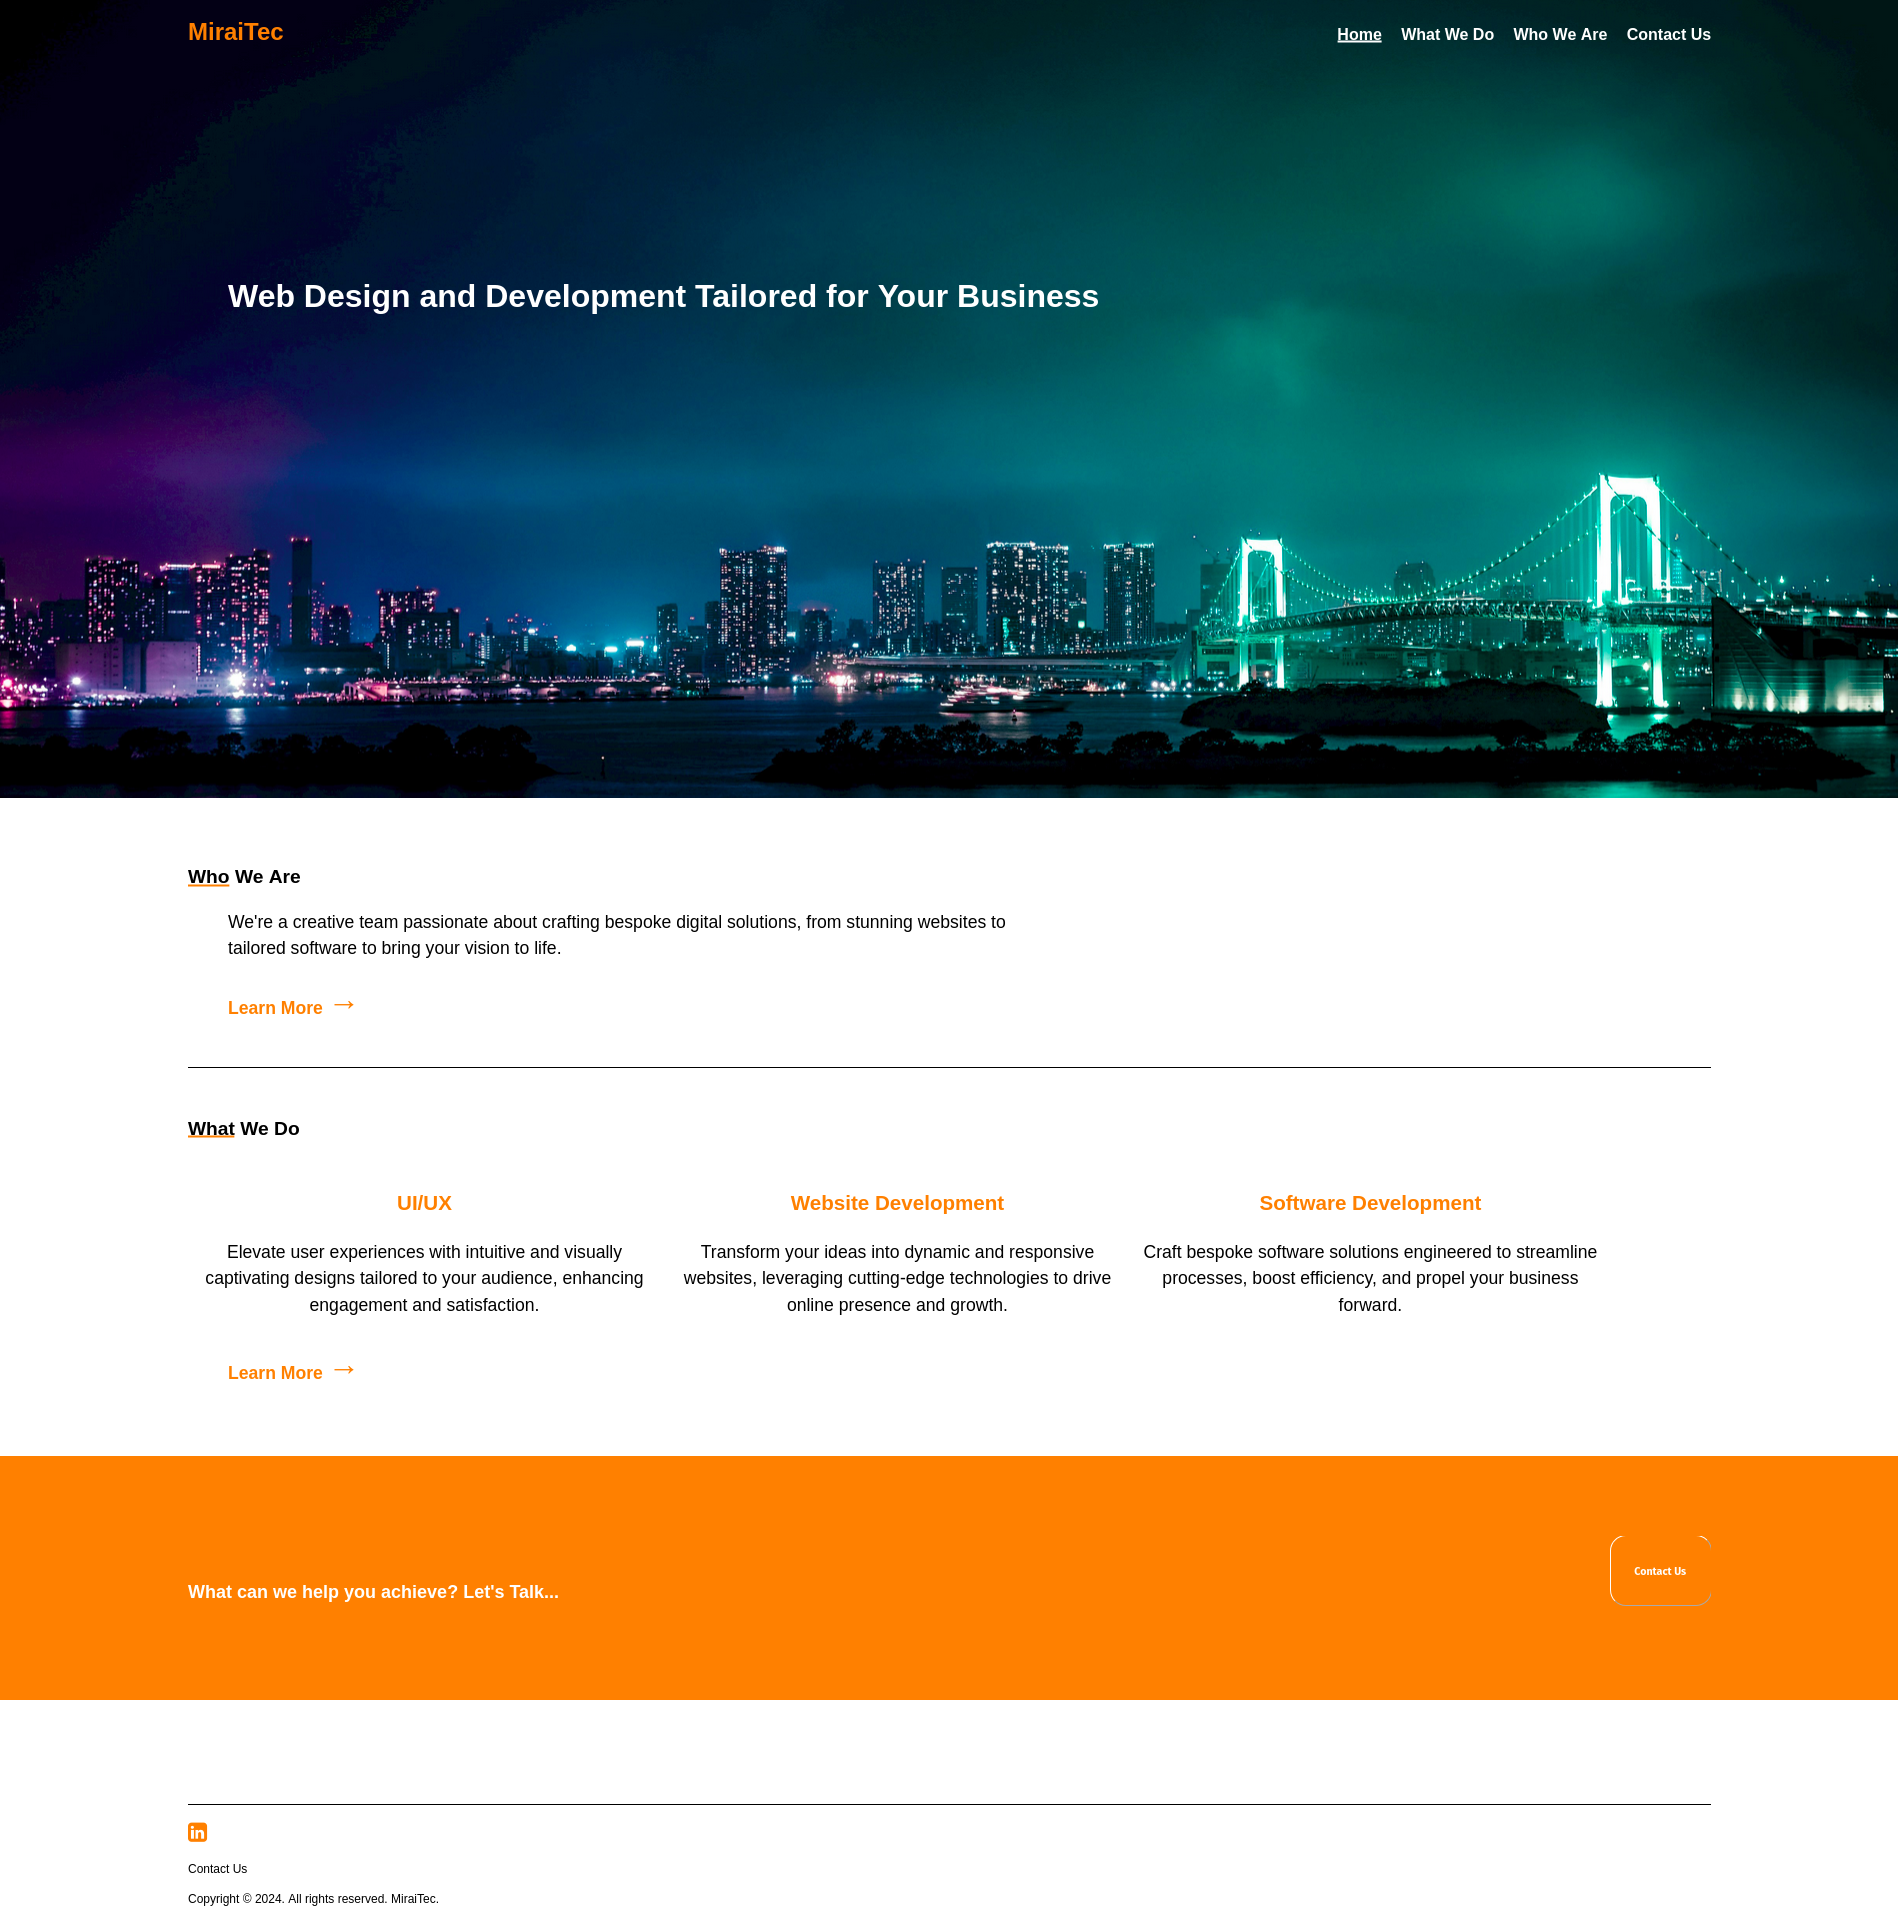 MiraiTec
Home What We Do Who We Are Contact Us
Web Design and Development Tailored for Your Business
Who We Are
We're a creative team passionate about crafting bespoke digital solutions, from stunning websites to
tailored software to bring your vision to life.
Learn More →
What We Do
UI/UX
Elevate user experiences with intuitive and visually
captivating designs tailored to your audience, enhancing
engagement and satisfaction.
Website Development
Transform your ideas into dynamic and responsive
websites, leveraging cutting-edge technologies to drive
online presence and growth.
Software Development
Craft bespoke software solutions engineered to streamline
processes, boost efficiency, and propel your business
forward.
Learn More →
What can we help you achieve? Let's Talk...
Contact Us
in
Contact Us
Copyright © 2024. All rights reserved. MiraiTec.